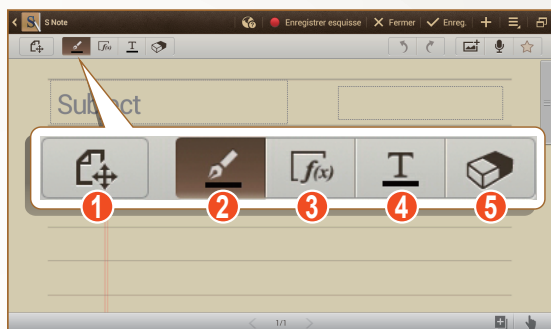 S Note Enregistrer esquisse Fermer Enreg.
f(x) T
Subject
f(x) T
1 2 3 4 5
1/1